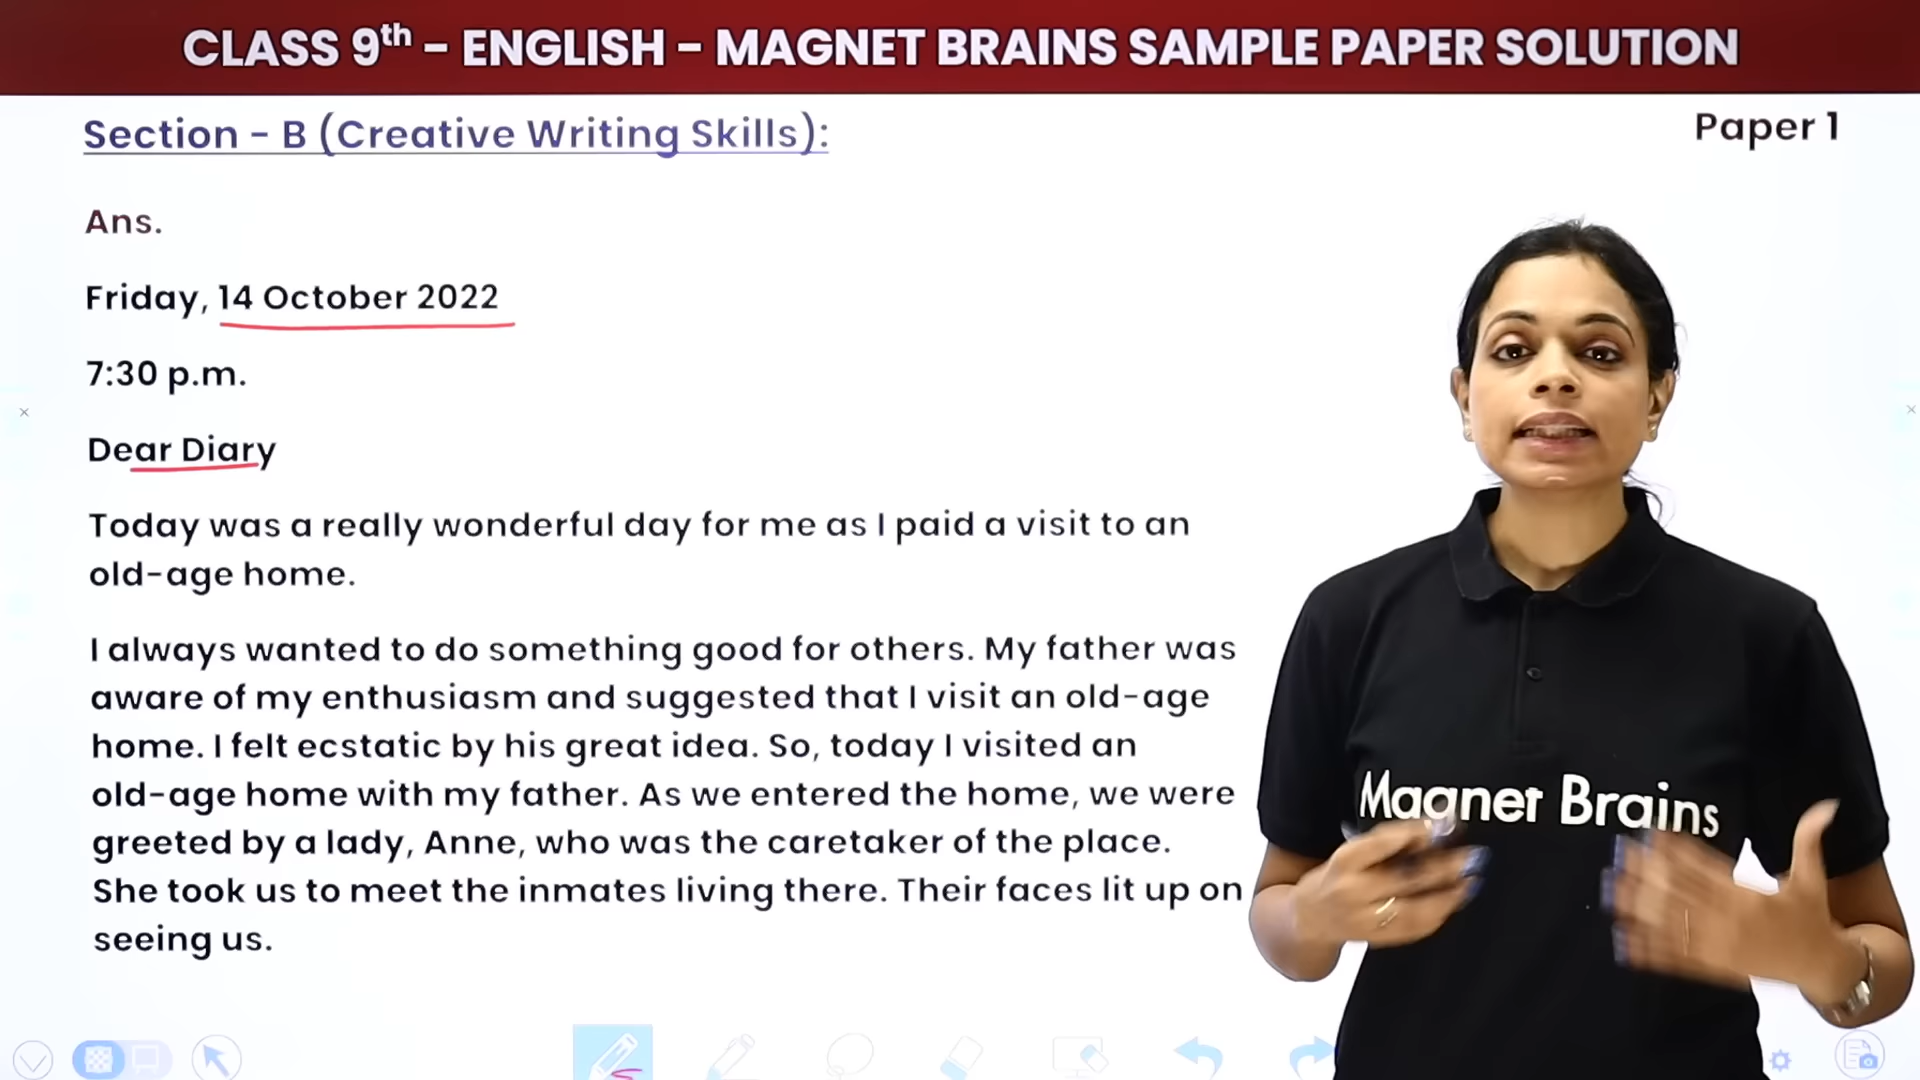 CLASS 9th – ENGLISH – MAGNET BRAINS SAMPLE PAPER SOLUTION
Section - B (Creative Writing Skills):
Paper 1
Ans.
Friday, 14 October 2022
7:30 p.m.
Dear Diary
Today was a really wonderful day for me as I paid a visit to an
old-age home.
I always wanted to do something good for others. My father was
aware of my enthusiasm and suggested that I visit an old-age
home. I felt ecstatic by his great idea. So, today I visited an
old-age home with my father. As we entered the home, we were
greeted by a lady, Anne, who was the caretaker of the place.
She took us to meet the inmates living there. Their faces lit up on
seeing us.
Magnet Brains